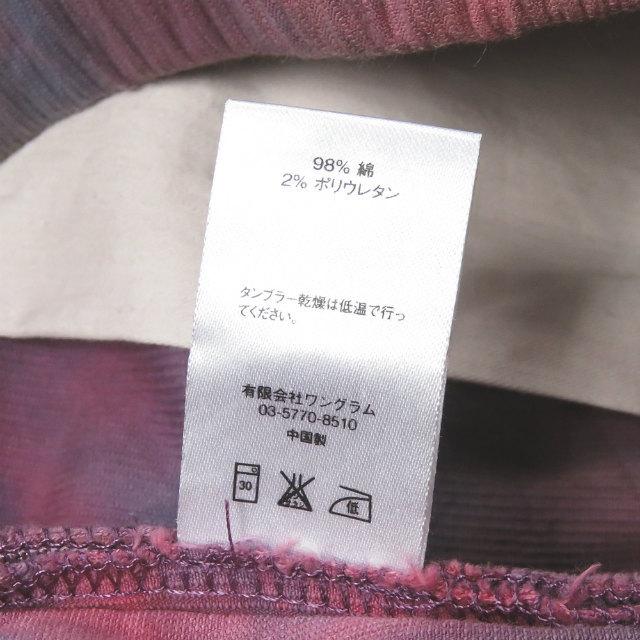 98% 綿
2% ポリウレタン
タンブラー乾燥は低温で行っ
てください。
有限会社ワングラム
03-5770-8510
中国製
30
低